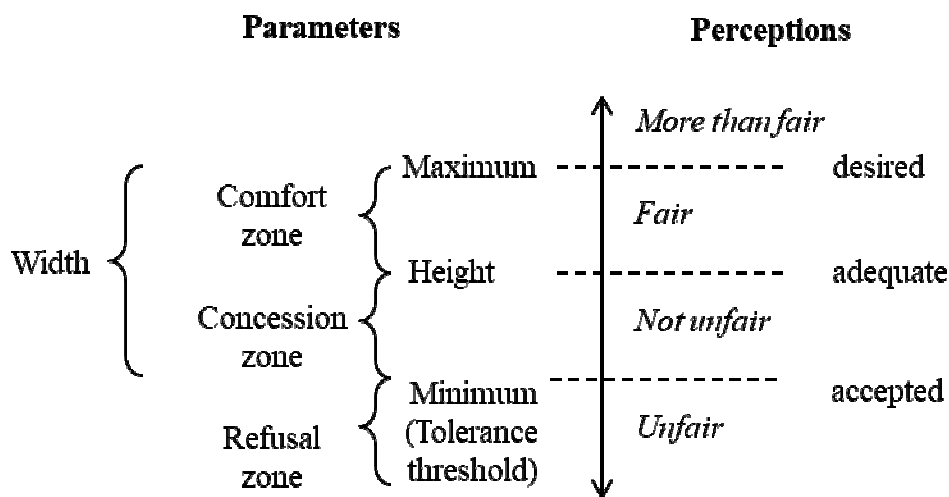 Parameters
Perceptions
More than fair
Maximum
desired
Comfort
zone
Fair
Width
Height
adequate
Concession
zone
Not unfair
Minimum
(Tolerance
threshold)
accepted
Refusal
zone
Unfair